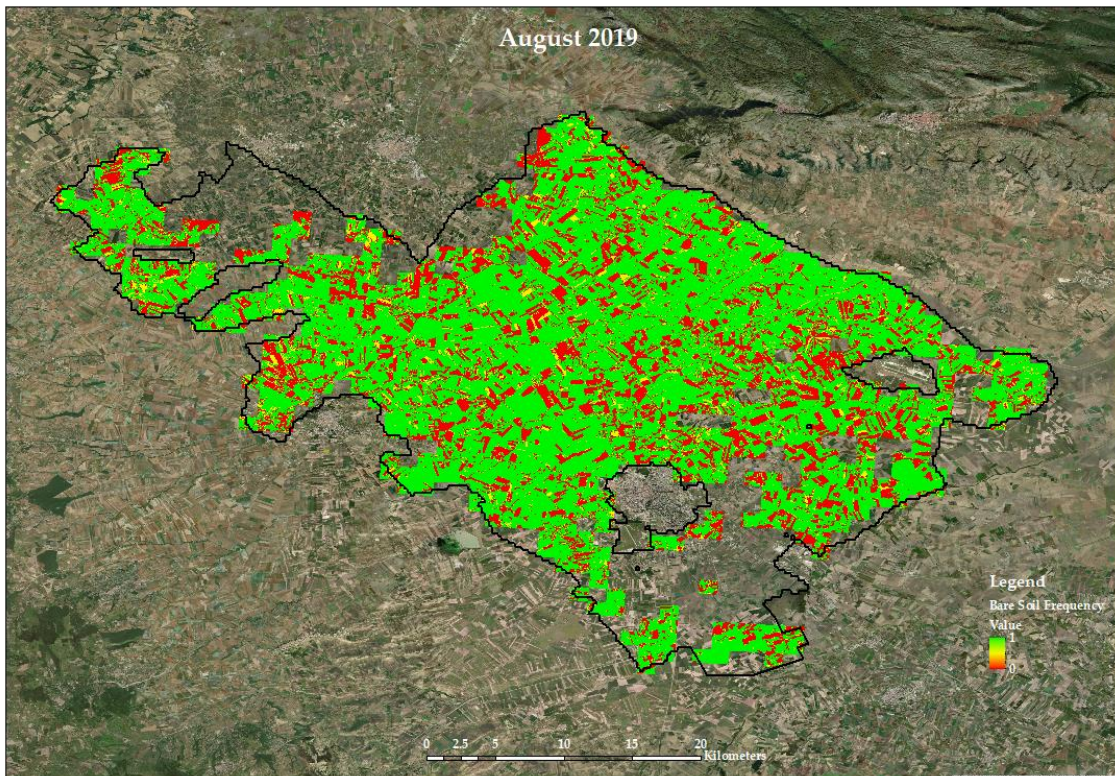 August 2019
Legend
Bare Soil Frequency
Value
1
0
0 2.5 5 10 15 20
Kilometers